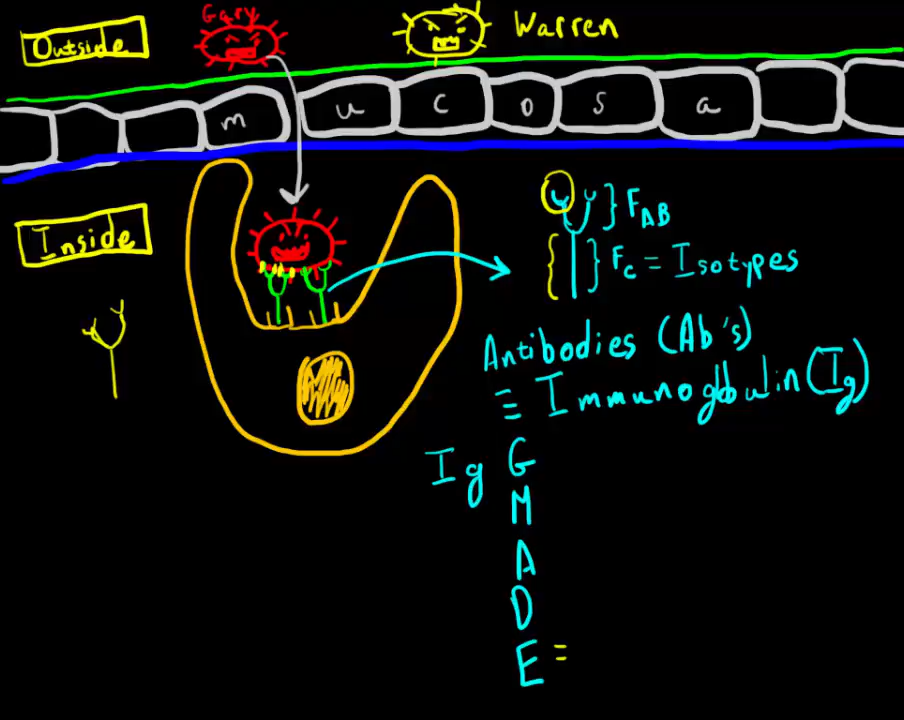 Gary
Warren
Outside
m u c o s a
Inside
} FAB
{ } Fc = Isotypes
Antibodies (Ab's)
≡ Immunoglobulin (Ig)
Ig G
M
A
D
E =